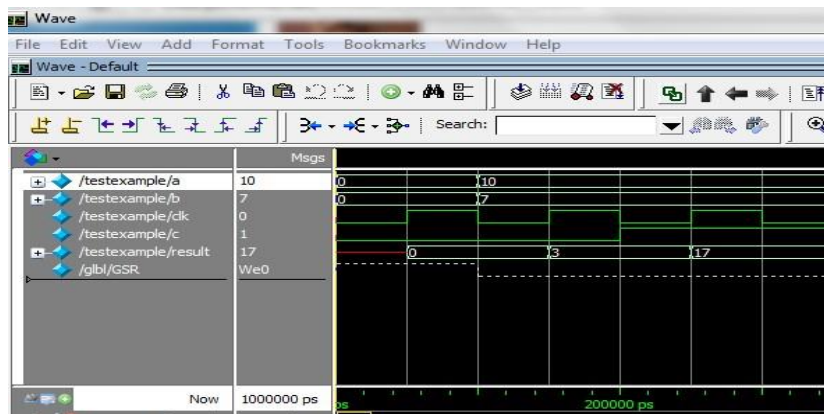 Wave
File Edit View Add Format Tools Bookmarks Window Help
Wave - Default
Search:
Msgs
/testexample/a 10 0 10
/testexample/b 7 0 7
/testexample/clk 0
/testexample/c 1
/testexample/result 17 0 3 17
/glbl/GSR We0
Now 1000000 ps ps 200000 ps